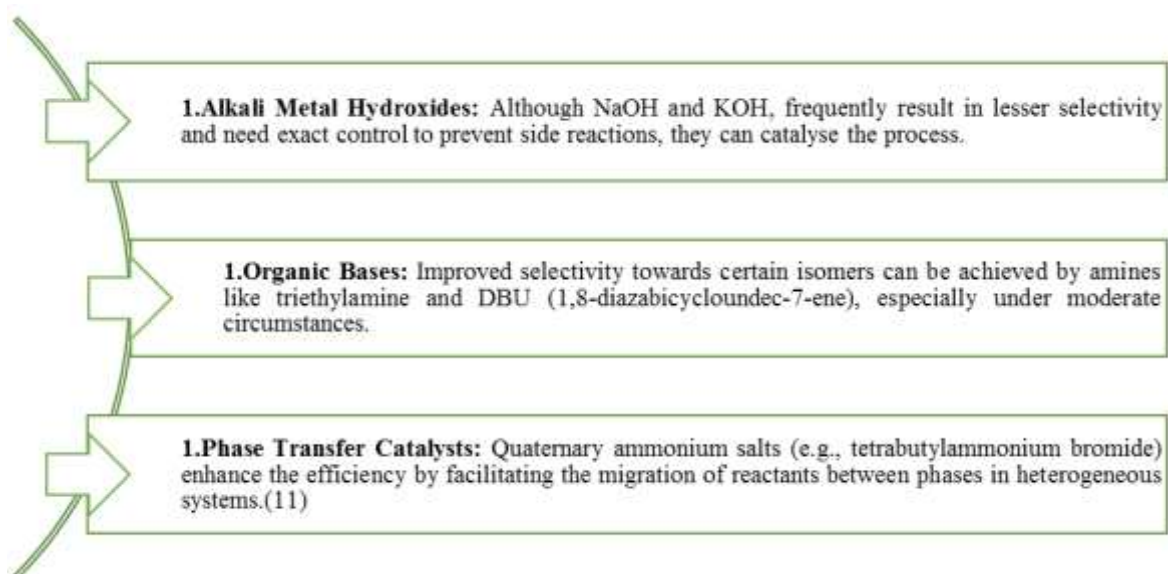 1.Alkali Metal Hydroxides: Although NaOH and KOH, frequently result in lesser selectivity
and need exact control to prevent side reactions, they can catalyse the process.
1.Organic Bases: Improved selectivity towards certain isomers can be achieved by amines
like triethylamine and DBU (1,8-diazabicycloundec-7-ene), especially under moderate
circumstances.
1.Phase Transfer Catalysts: Quaternary ammonium salts (e.g., tetrabutylammonium bromide)
enhance the efficiency by facilitating the migration of reactants between phases in heterogeneous
systems.(11)